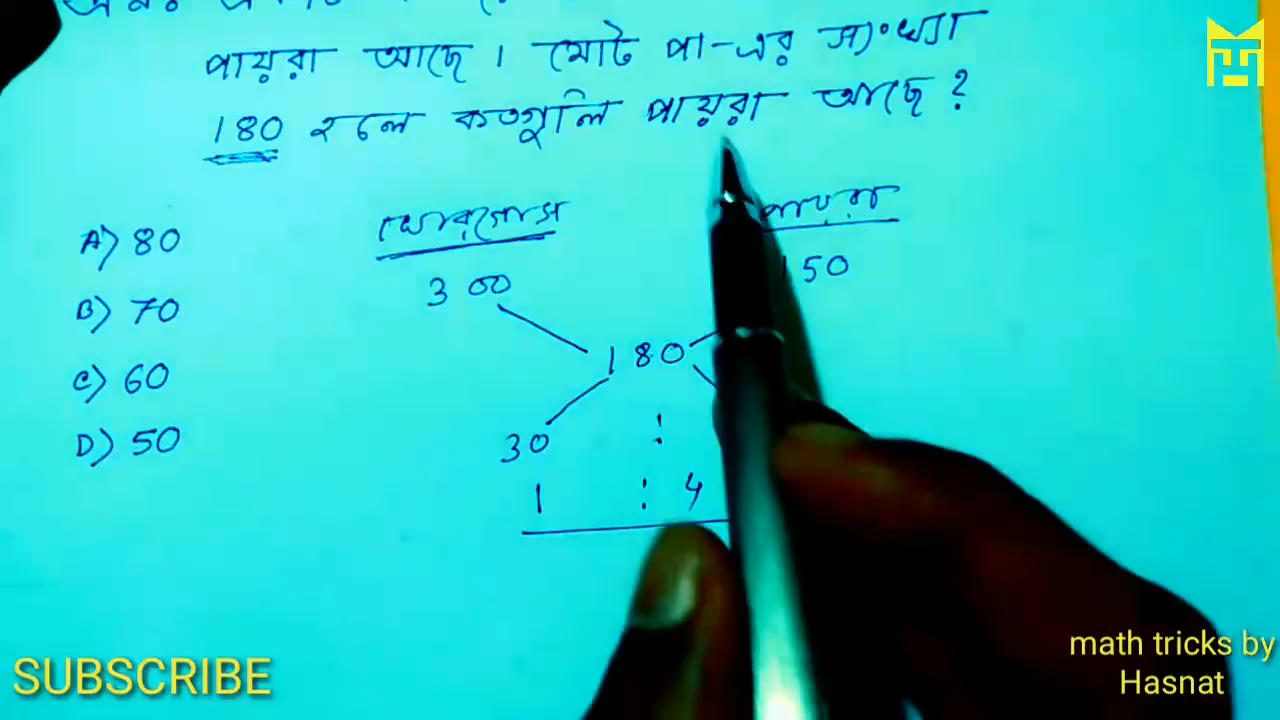 পায়রা আছে। মোট পা-এর সংখ্যা
180 হলে কতগুলি পায়রা আছে?
খোরগোস পায়রা
A) 80
300 150
B) 70
180
C) 60
D) 50
30 :
1 : 4
SUBSCRIBE
math tricks by
Hasnat